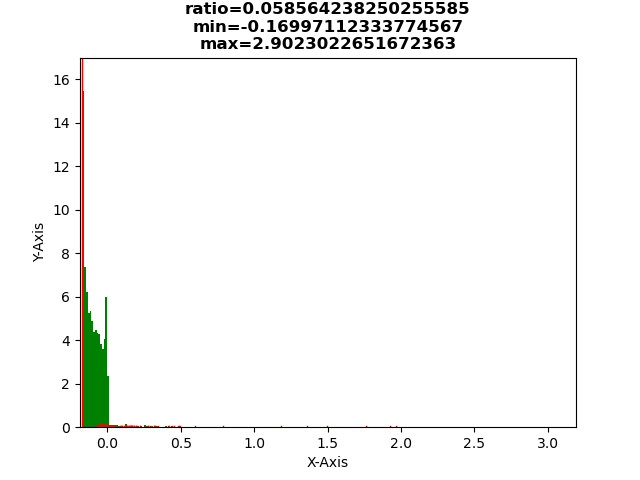 ratio=0.058564238250255585
min=-0.16997112333774567
max=2.9023022651672363
16
14
12
10
8
6
4
2
0
Y-Axis
0.0 0.5 1.0 1.5 2.0 2.5 3.0
X-Axis